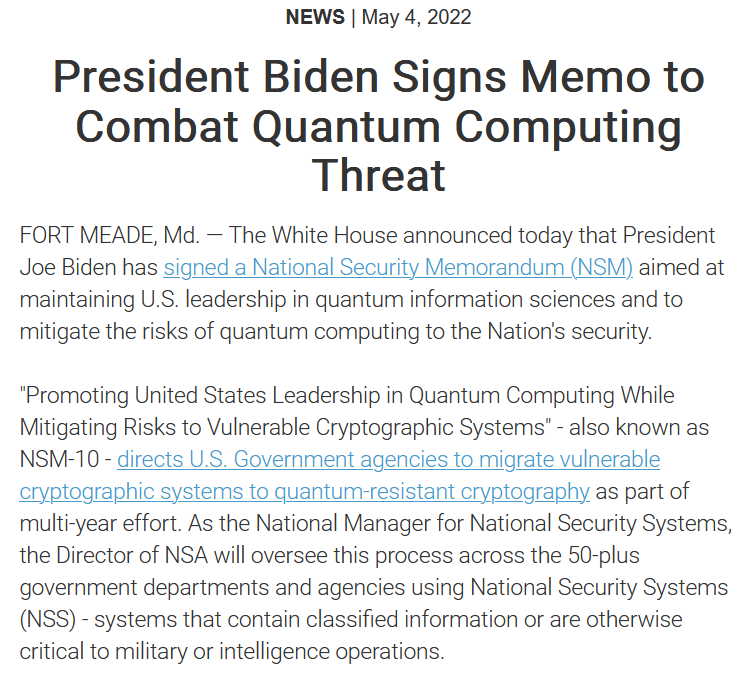 NEWS | May 4, 2022
President Biden Signs Memo to
Combat Quantum Computing
Threat
FORT MEADE, Md. — The White House announced today that President
Joe Biden has signed a National Security Memorandum (NSM) aimed at
maintaining U.S. leadership in quantum information sciences and to
mitigate the risks of quantum computing to the Nation's security.
"Promoting United States Leadership in Quantum Computing While
Mitigating Risks to Vulnerable Cryptographic Systems" - also known as
NSM-10 - directs U.S. Government agencies to migrate vulnerable
cryptographic systems to quantum-resistant cryptography as part of
multi-year effort. As the National Manager for National Security Systems,
the Director of NSA will oversee this process across the 50-plus
government departments and agencies using National Security Systems
(NSS) - systems that contain classified information or are otherwise
critical to military or intelligence operations.